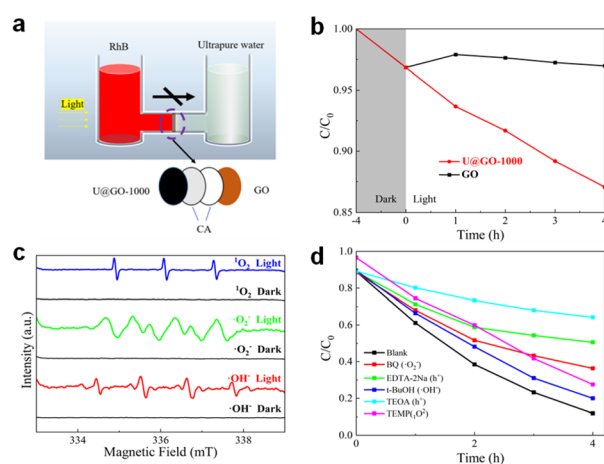 a
RhB
Ultrapure water
Light
U@GO-1000
GO
CA
b
C/C0
1.00
0.95
0.90
0.85
U@GO-1000
GO
Dark
Light
-4
0
1
2
3
4
Time (h)
c
Intensity (a.u.)
¹O₂ Light
¹O₂ Dark
·O₂⁻ Light
·O₂⁻ Dark
·OH⁻ Light
·OH⁻ Dark
334
336
338
Magnetic Field (mT)
d
C/C0
1.0
0.8
0.6
0.4
0.2
0.0
Blank
BQ (·O₂⁻)
EDTA-2Na (h⁺)
t-BuOH (·OH⁻)
TEOA (h⁺)
TEMP(₁O²)
0
2
4
Time (h)